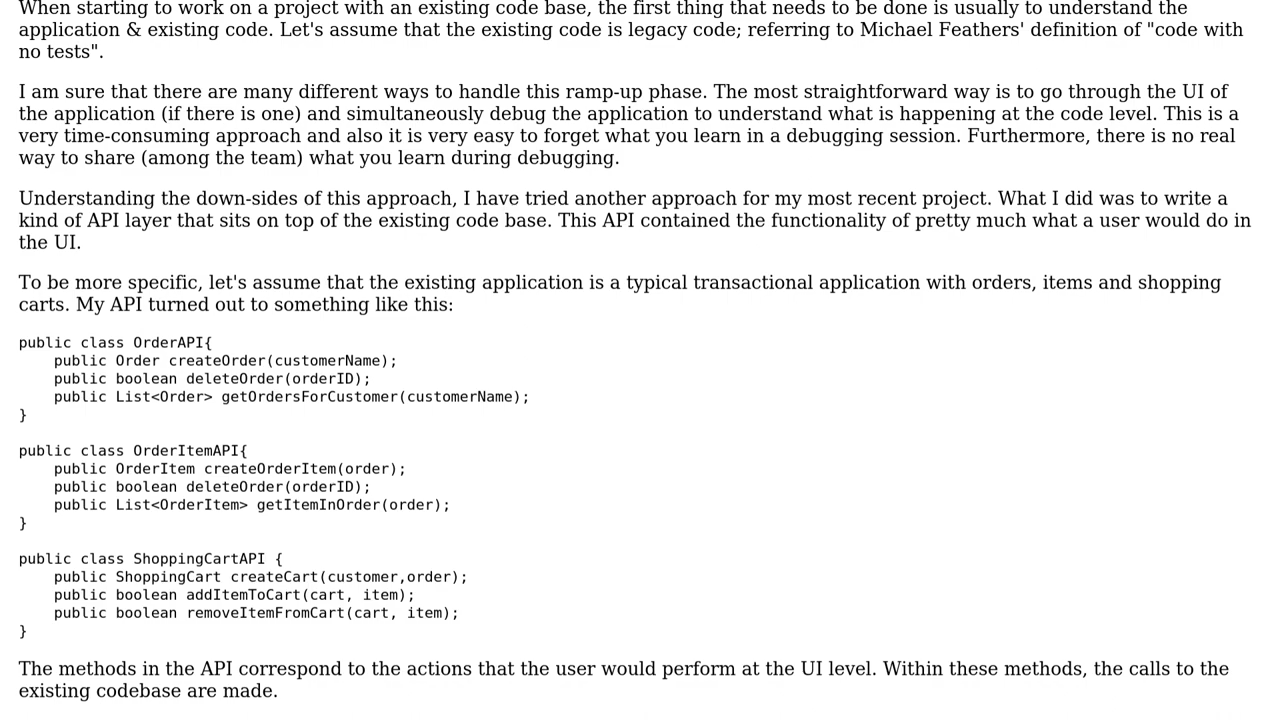 When starting to work on a project with an existing code base, the first thing that needs to be done is usually to understand the
application & existing code. Let's assume that the existing code is legacy code; referring to Michael Feathers' definition of "code with
no tests".
I am sure that there are many different ways to handle this ramp-up phase. The most straightforward way is to go through the UI of
the application (if there is one) and simultaneously debug the application to understand what is happening at the code level. This is a
very time-consuming approach and also it is very easy to forget what you learn in a debugging session. Furthermore, there is no real
way to share (among the team) what you learn during debugging.
Understanding the down-sides of this approach, I have tried another approach for my most recent project. What I did was to write a
kind of API layer that sits on top of the existing code base. This API contained the functionality of pretty much what a user would do in
the UI.
To be more specific, let's assume that the existing application is a typical transactional application with orders, items and shopping
carts. My API turned out to something like this:
public class OrderAPI{
    public Order createOrder(customerName);
    public boolean deleteOrder(orderID);
    public List<Order> getOrdersForCustomer(customerName);
}
public class OrderItemAPI{
    public OrderItem createOrderItem(order);
    public boolean deleteOrder(orderID);
    public List<OrderItem> getItemInOrder(order);
}
public class ShoppingCartAPI {
    public ShoppingCart createCart(customer,order);
    public boolean addItemToCart(cart, item);
    public boolean removeItemFromCart(cart, item);
}
The methods in the API correspond to the actions that the user would perform at the UI level. Within these methods, the calls to the
existing codebase are made.